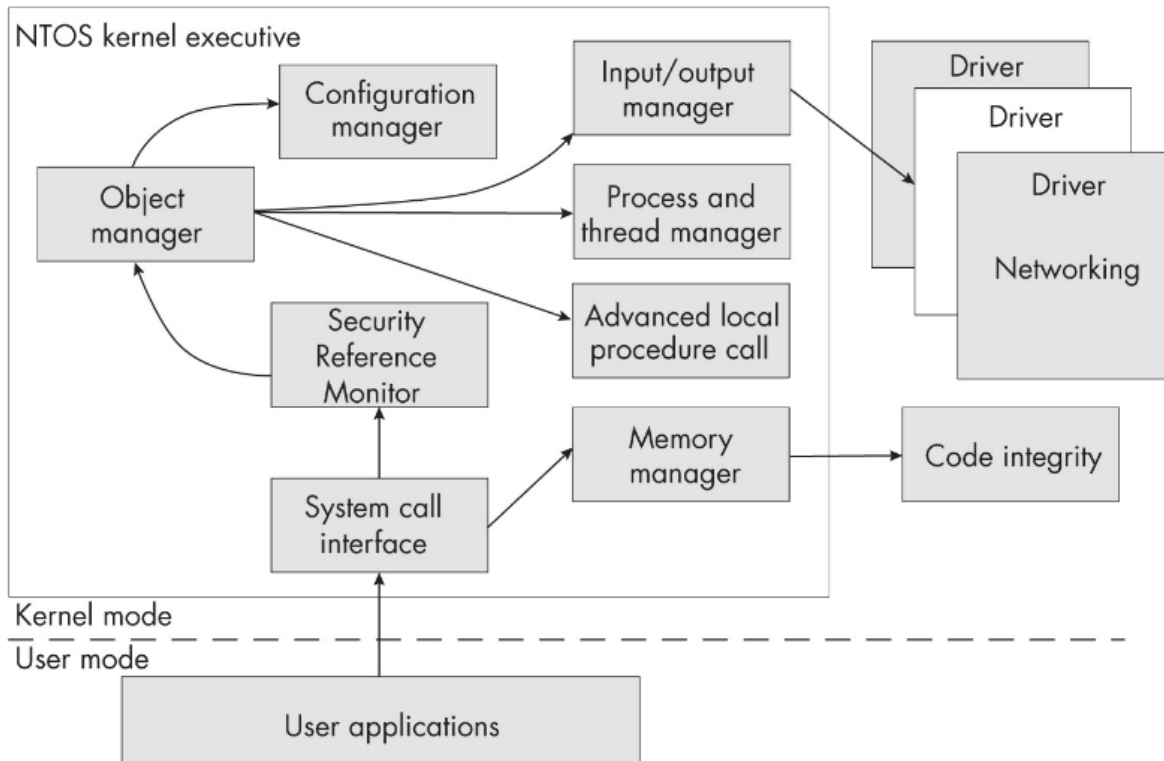 NTOS kernel executive
Configuration
manager
Input/output
manager
Driver
Driver
Driver
Networking
Object
manager
Process and
thread manager
Security
Reference
Monitor
Advanced local
procedure call
System call
interface
Memory
manager
Code integrity
Kernel mode
User mode
User applications